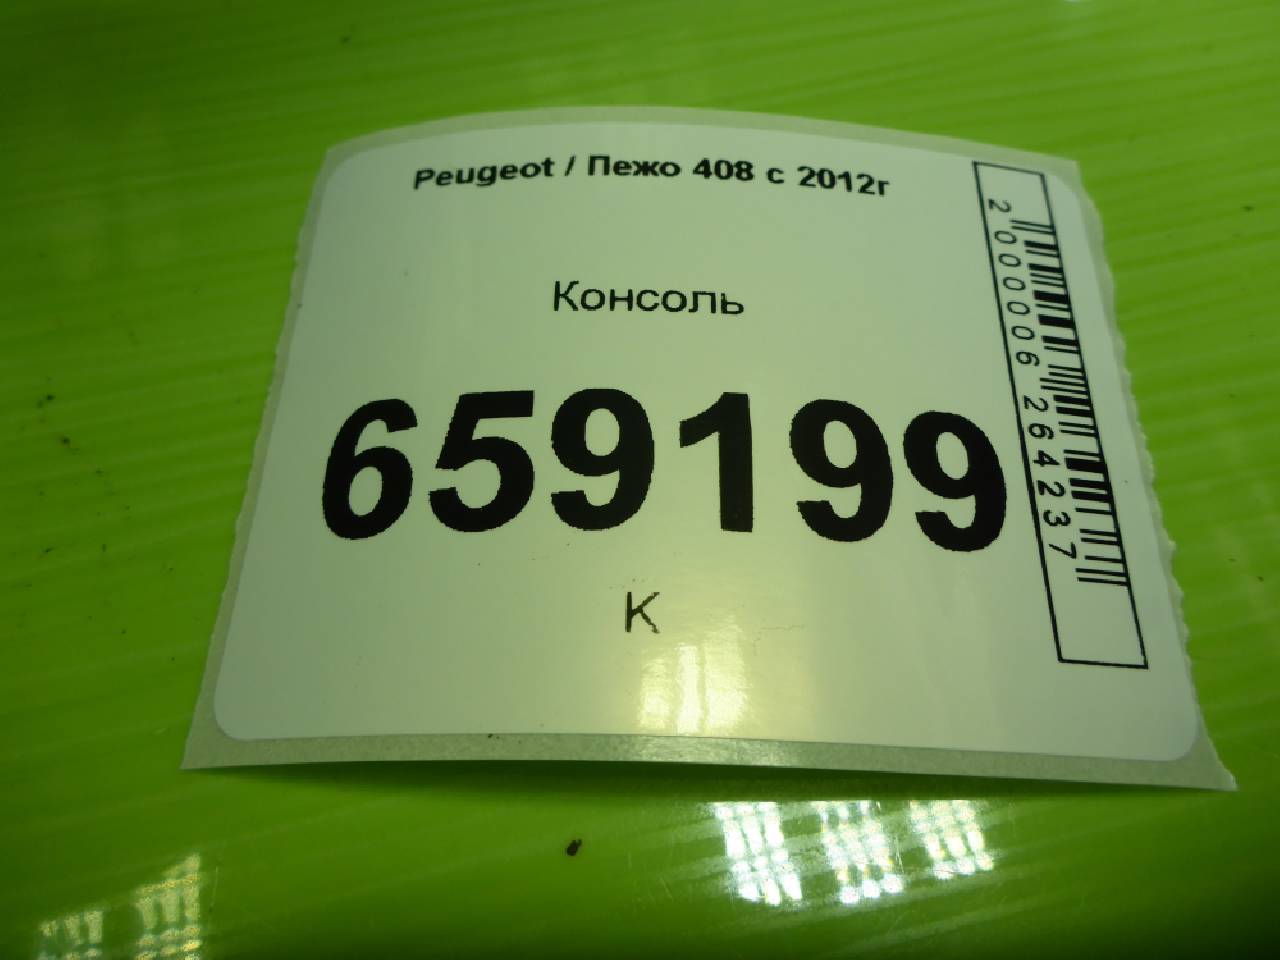 Peugeot / Пежо 408 с 2012г
Консоль
659199
К
2000006264237